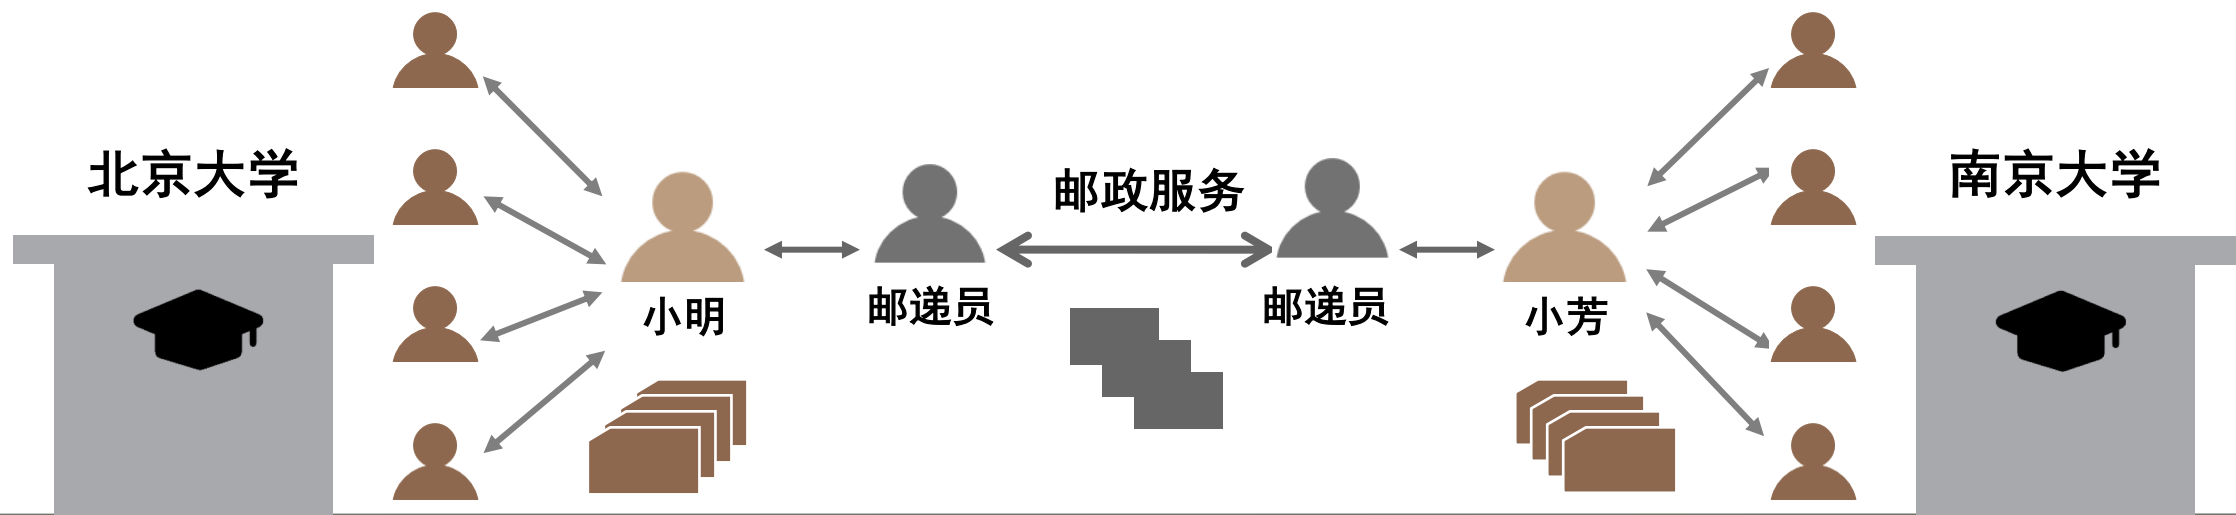 北京大学
小明
邮递员
邮政服务
邮递员
小芳
南京大学